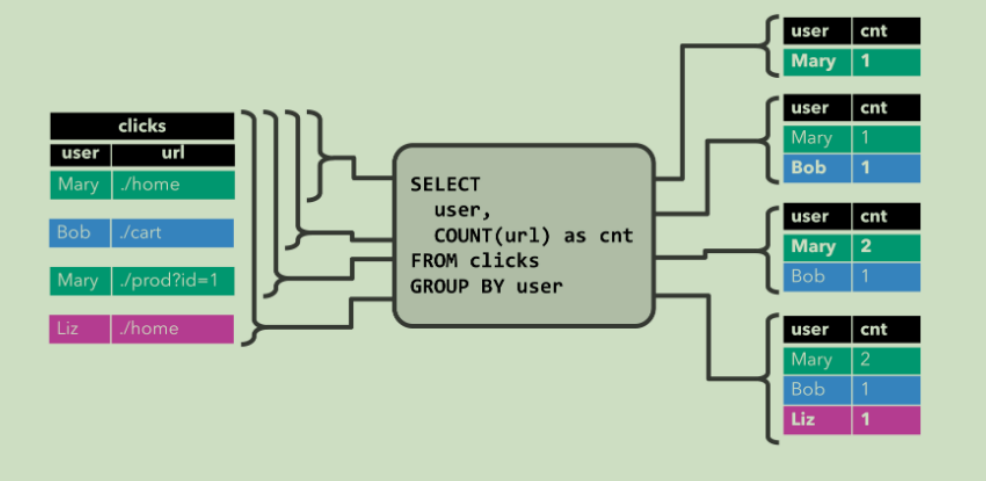 clicks
user url
Mary ./home
Bob ./cart
Mary ./prod?id=1
Liz ./home
SELECT
user,
COUNT(url) as cnt
FROM clicks
GROUP BY user
user cnt
Mary 1
user cnt
Mary 1
Bob 1
user cnt
Mary 2
Bob 1
user cnt
Mary 2
Bob 1
Liz 1